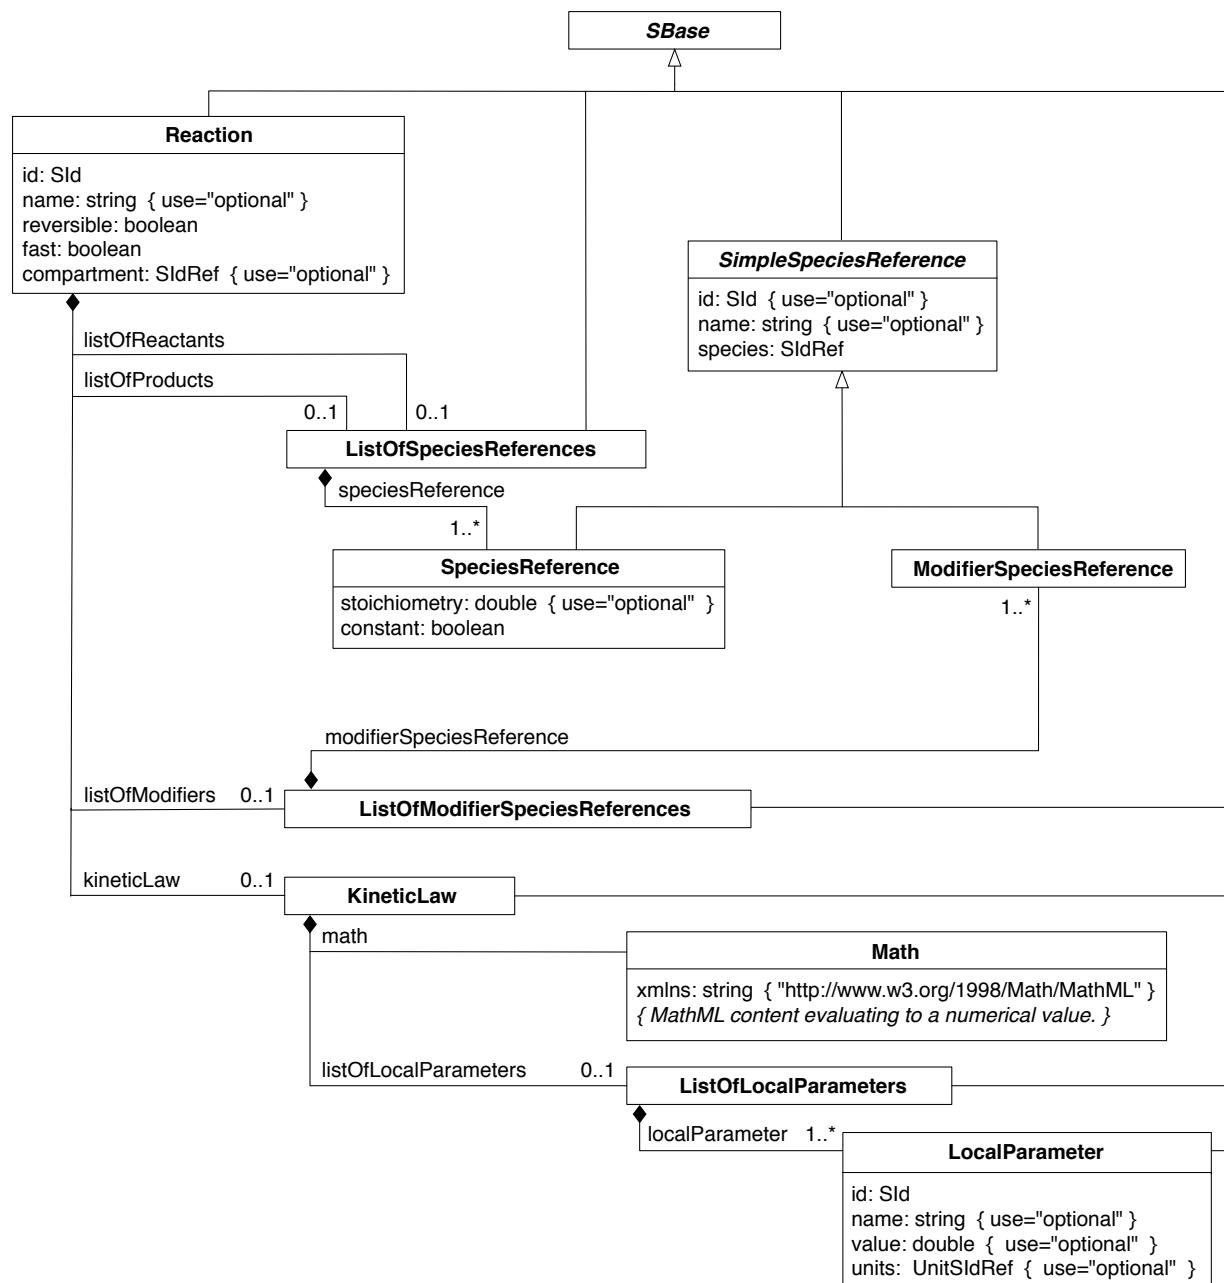 SBase
Reaction
id: SId
name: string { use="optional" }
reversible: boolean
fast: boolean
compartment: SIdRef { use="optional" }
SimpleSpeciesReference
id: SId { use="optional" }
name: string { use="optional" }
species: SIdRef
listOfReactants
listOfProducts
0..1 0..1
ListOfSpeciesReferences
speciesReference
1..*
SpeciesReference
stoichiometry: double { use="optional" }
constant: boolean
ModifierSpeciesReference
1..*
modifierSpeciesReference
listOfModifiers 0..1
ListOfModifierSpeciesReferences
kineticLaw 0..1
KineticLaw
math
Math
xmlns: string { "http://www.w3.org/1998/Math/MathML" }
{ MathML content evaluating to a numerical value. }
listOfLocalParameters 0..1
ListOfLocalParameters
localParameter 1..*
LocalParameter
id: SId
name: string { use="optional" }
value: double { use="optional" }
units: UnitSIdRef { use="optional" }